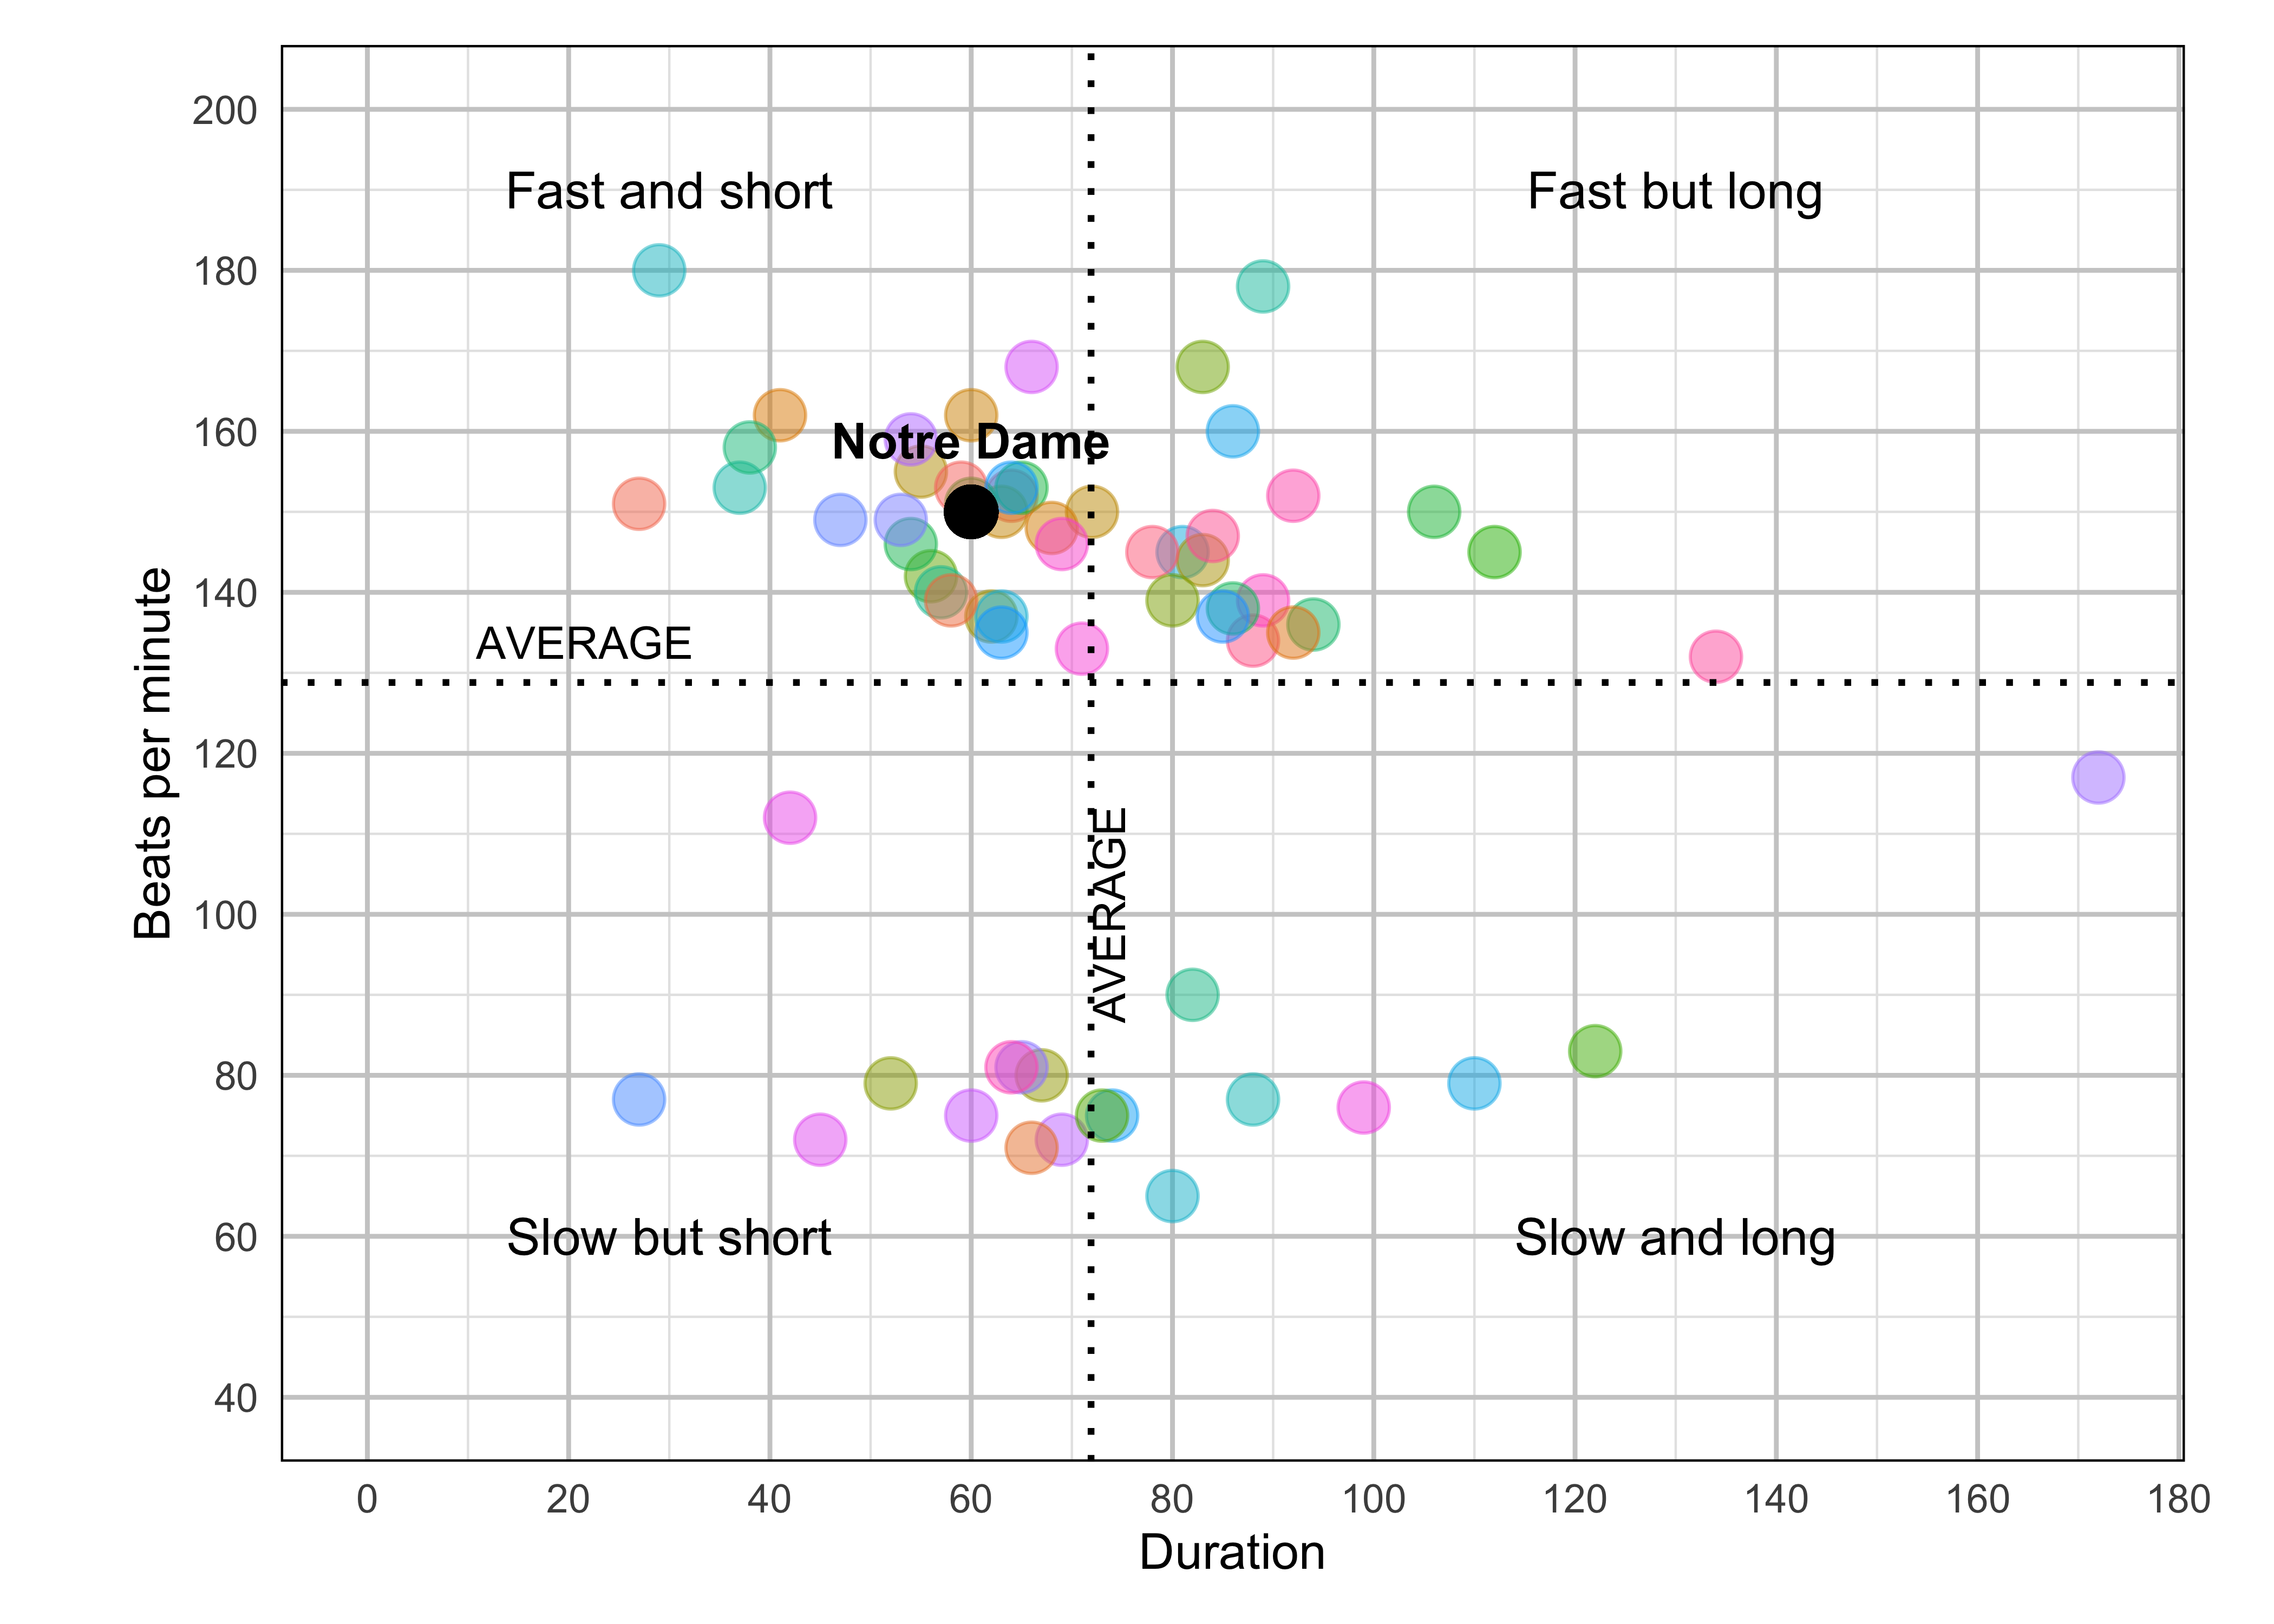 200
Fast and short
Fast but long
180
160
Notre Dame
140
AVERAGE
Beats per minute
120
100
AVERAGE
80
60
Slow but short
Slow and long
40
0 20 40 60 80 100 120 140 160 180
Duration